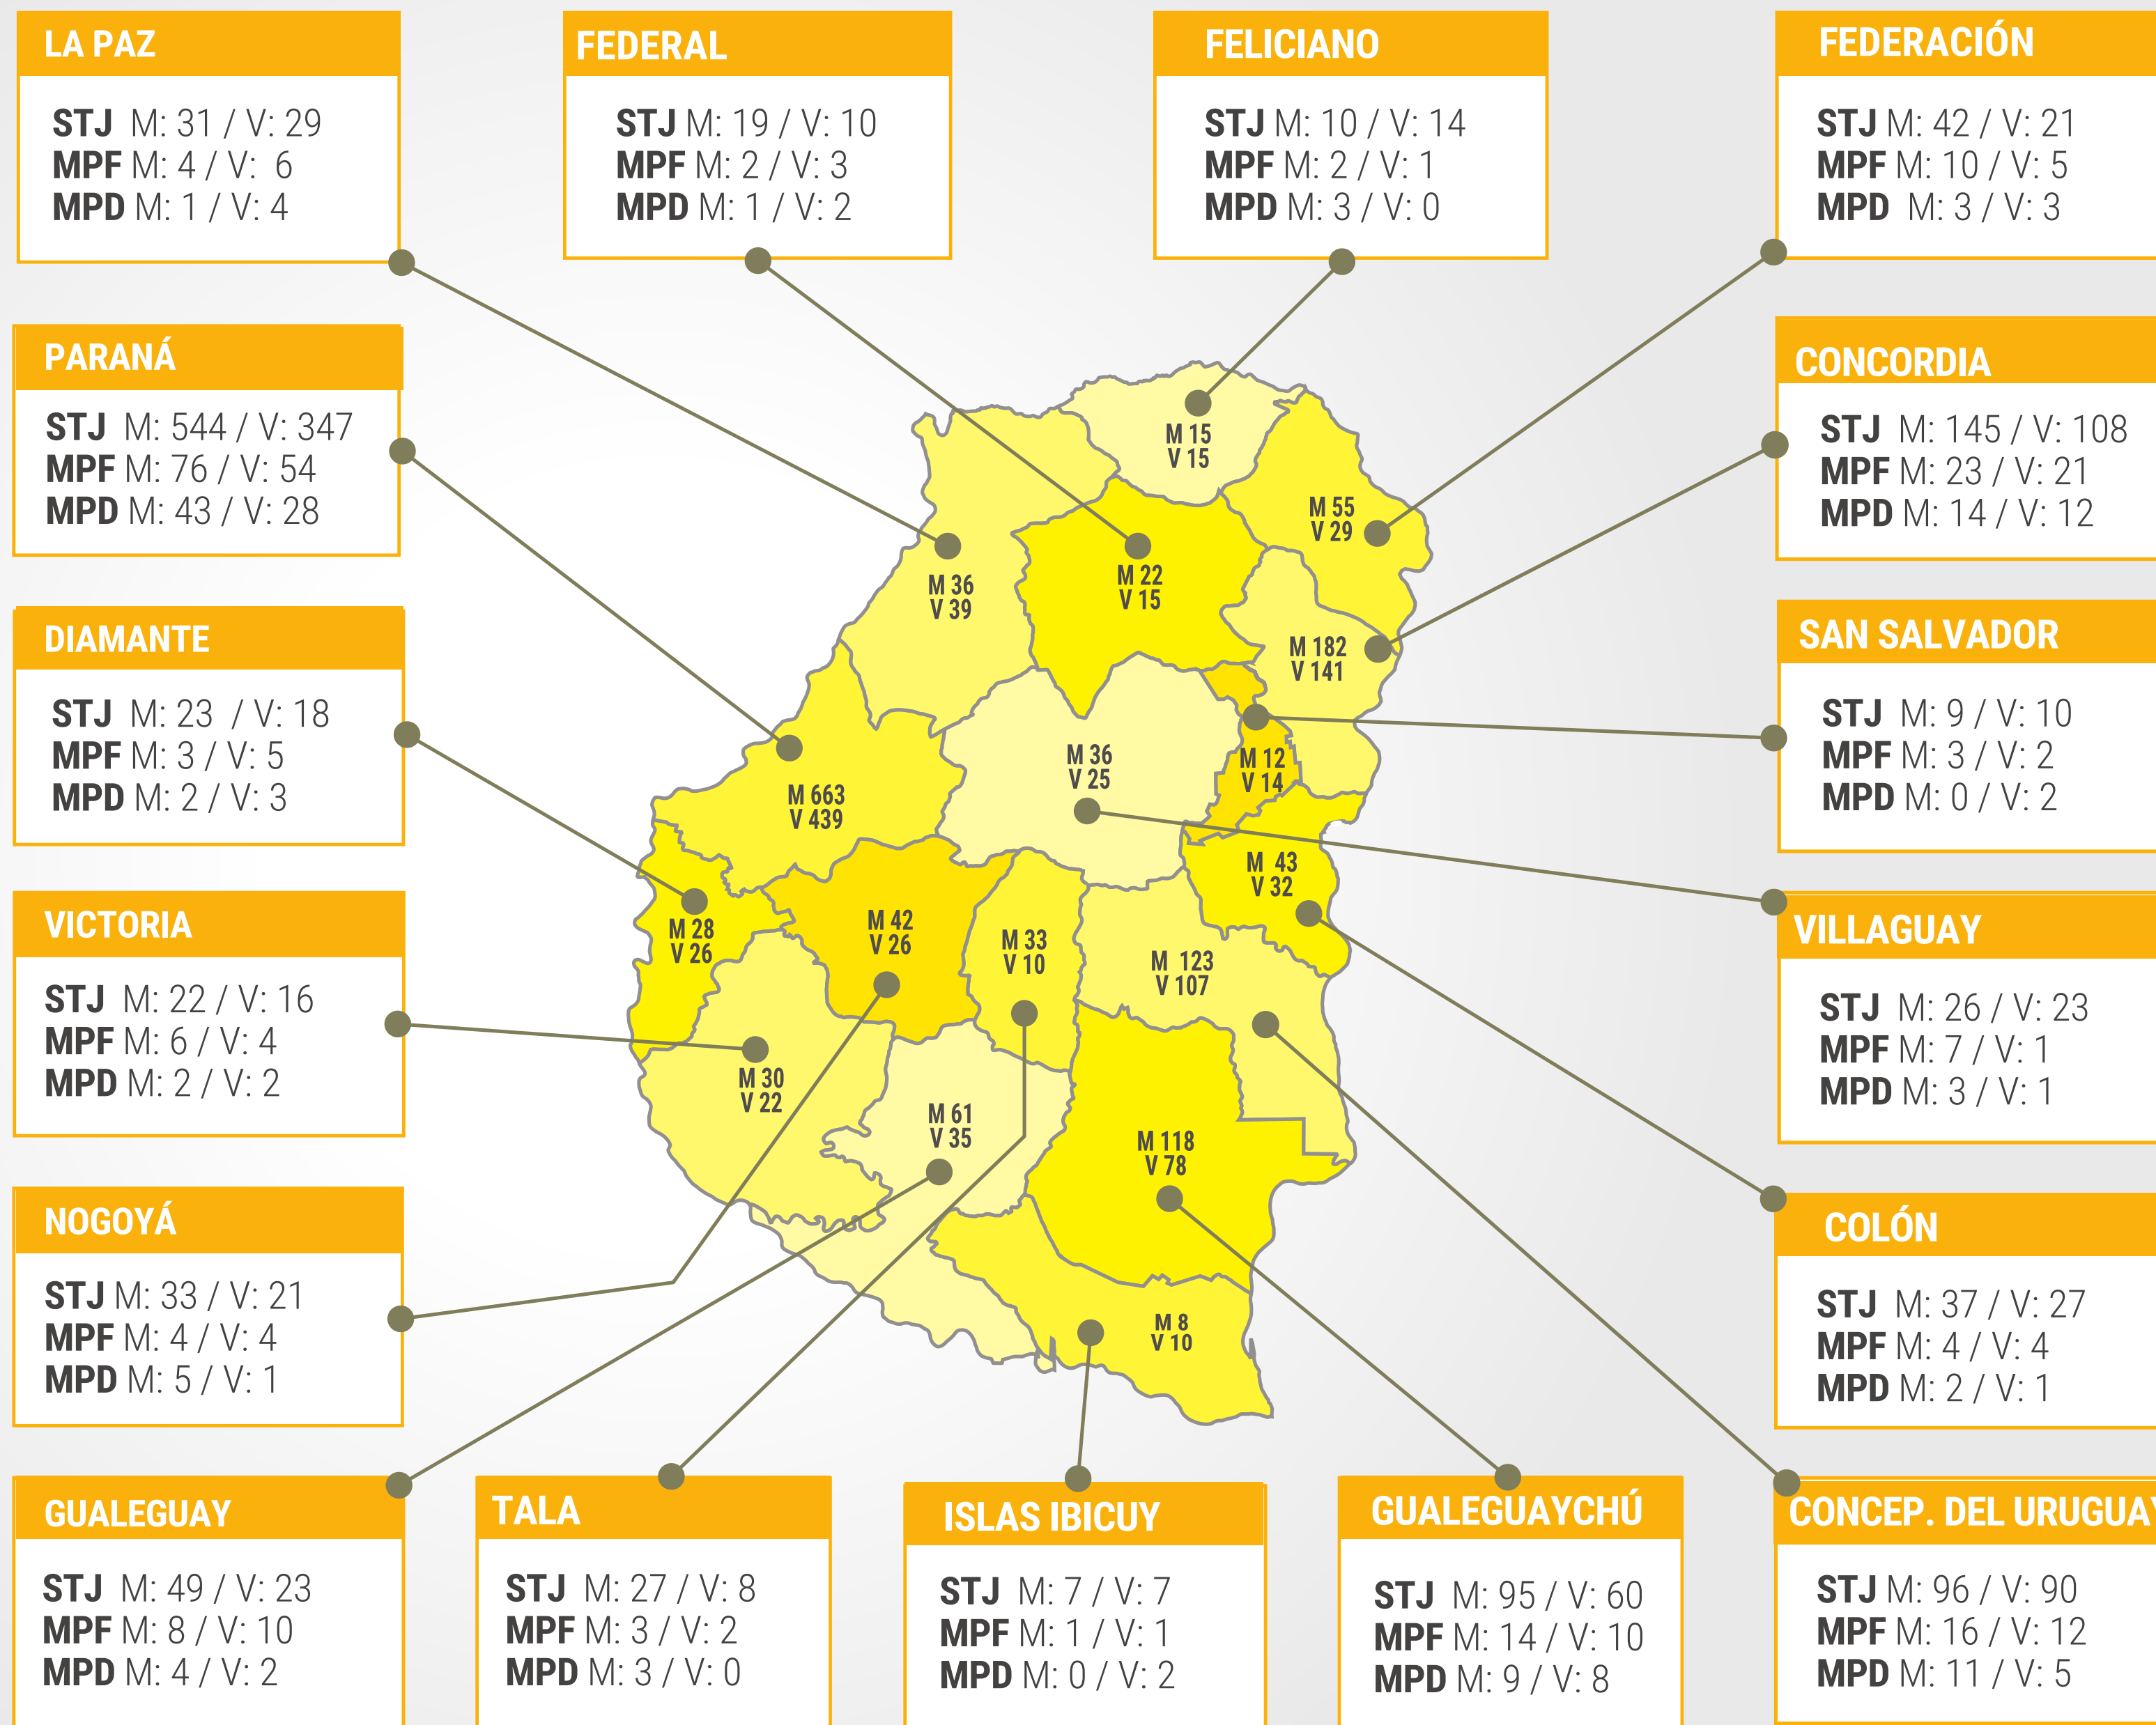 LA PAZ
STJ M: 31 / V: 29
MPF M: 4 / V: 6
MPD M: 1 / V: 4
FEDERAL
STJ M: 19 / V: 10
MPF M: 2 / V: 3
MPD M: 1 / V: 2
FELICIANO
STJ M: 10 / V: 14
MPF M: 2 / V: 1
MPD M: 3 / V: 0
FEDERACIÓN
STJ M: 42 / V: 21
MPF M: 10 / V: 5
MPD M: 3 / V: 3
PARANÁ
STJ M: 544 / V: 347
MPF M: 76 / V: 54
MPD M: 43 / V: 28
CONCORDIA
STJ M: 145 / V: 108
MPF M: 23 / V: 21
MPD M: 14 / V: 12
DIAMANTE
STJ M: 23 / V: 18
MPF M: 3 / V: 5
MPD M: 2 / V: 3
SAN SALVADOR
STJ M: 9 / V: 10
MPF M: 3 / V: 2
MPD M: 0 / V: 2
VICTORIA
STJ M: 22 / V: 16
MPF M: 6 / V: 4
MPD M: 2 / V: 2
VILLAGUAY
STJ M: 26 / V: 23
MPF M: 7 / V: 1
MPD M: 3 / V: 1
NOGOYÁ
STJ M: 33 / V: 21
MPF M: 4 / V: 4
MPD M: 5 / V: 1
COLÓN
STJ M: 37 / V: 27
MPF M: 4 / V: 4
MPD M: 2 / V: 1
M 15
V 15
M 55
V 29
M 22
V 15
M 36
V 39
M 182
V 141
M 36
V 25
M 12
V 14
M 663
V 439
M 43
V 32
M 28
V 26
M 42
V 26
M 33
V 10
M 123
V 107
M 30
V 22
M 61
V 35
M 118
V 78
M 8
V 10
GUALEGUAY
STJ M: 49 / V: 23
MPF M: 8 / V: 10
MPD M: 4 / V: 2
TALA
STJ M: 27 / V: 8
MPF M: 3 / V: 2
MPD M: 3 / V: 0
ISLAS IBICUY
STJ M: 7 / V: 7
MPF M: 1 / V: 1
MPD M: 0 / V: 2
GUALEGUAYCHÚ
STJ M: 95 / V: 60
MPF M: 14 / V: 10
MPD M: 9 / V: 8
CONCEP. DEL URUGUAY
STJ M: 96 / V: 90
MPF M: 16 / V: 12
MPD M: 11 / V: 5